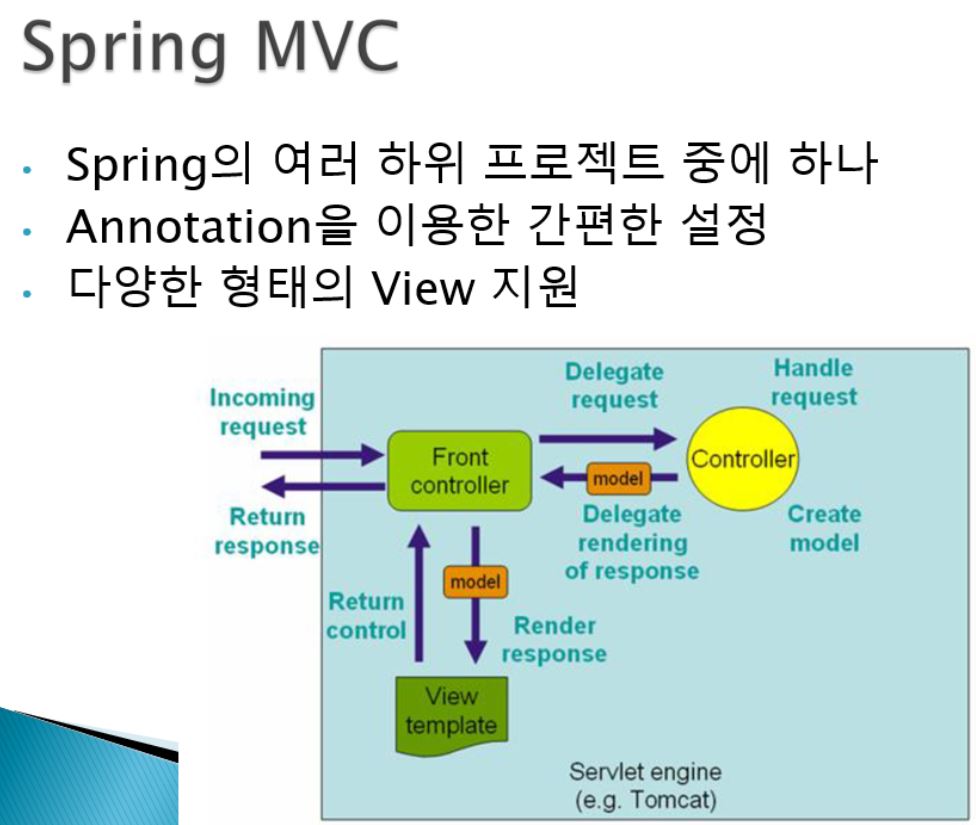 Spring MVC
· Spring의 여러 하위 프로젝트 중에 하나
· Annotation을 이용한 간편한 설정
· 다양한 형태의 View 지원
Incoming
request
Delegate
request
Handle
request
Front
controller
Controller
model
Return
response
Delegate
rendering
of response
Create
model
model
Return
control
Render
response
View
template
Servlet engine
(e.g. Tomcat)